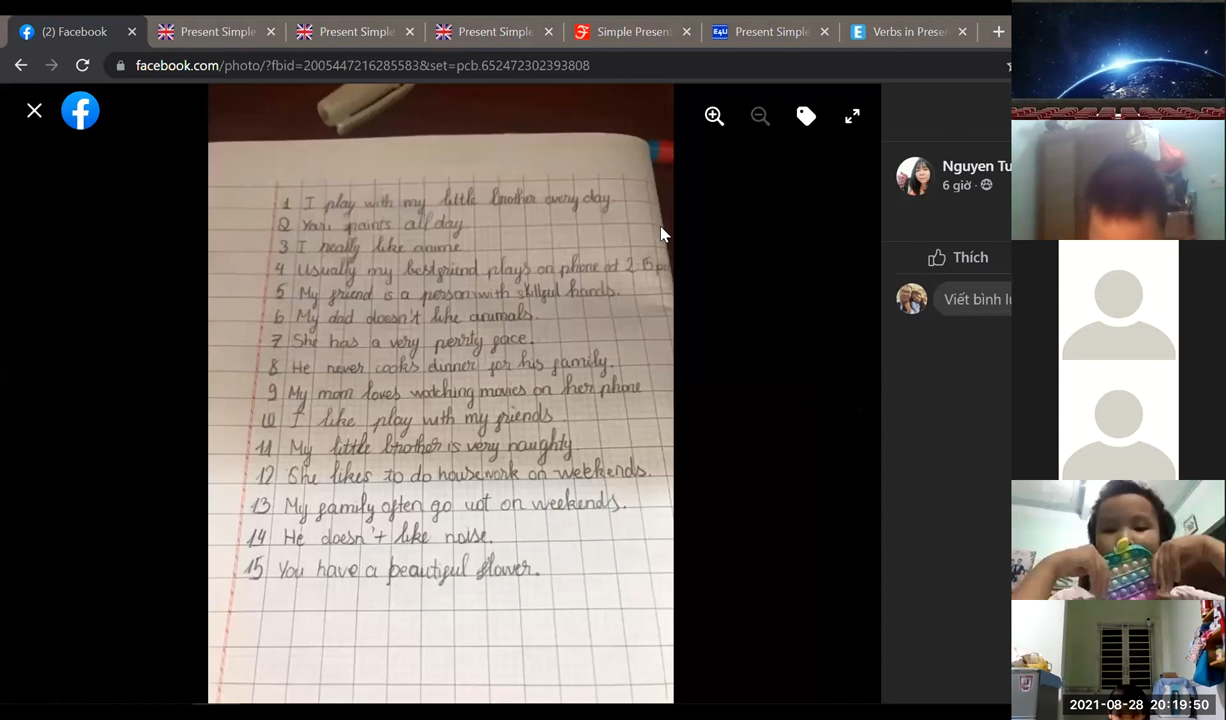 (2) Facebook
Present Simple
Present Simple
Present Simple
Simple Present
E4U
Present Simple
E
Verbs in Prese
facebook.com/photo/?fbid=2005447216285583&set=pcb.652472302393808
Nguyen Tu
6 giờ
Thích
Viết bình lu
1 I play with my little brother every day.
2 paints all day
3 I really like anime
4 Usually my bestfriend plays on phone at 2:15 pm
5 My friend is a person with skillful hands.
6 My dad doesn't like animals.
7 She has a very perrty face.
8 He never cooks dinner for his family.
9 My mom loves watching movies on her phone
10 I like play with my friends
11 My little brother is very naughty
12 She likes to do housework on weekends.
13 My family often go uot on weekends.
14 He doesn't like noise.
15 You have a beautiful flower.
2021-08-28 20:19:50